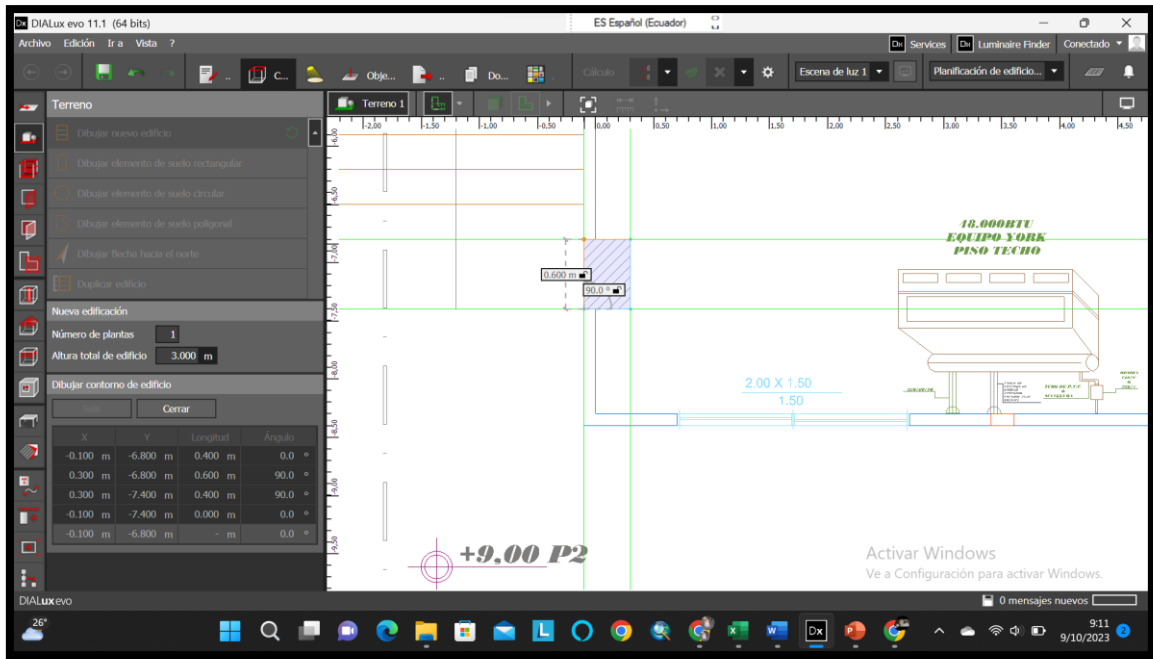 DIALux evo 11.1 (64 bits)
ES Español (Ecuador)
Archivo Edición Ir a Vista ?
Services
Luminaire Finder
Conectado
C...
Obje...
..
Do...
Cálculo
Escena de luz 1
Planificación de edificio...
Terreno
Terreno 1
Dibujar nuevo edificio
Dibujar elemento de suelo rectangular
Dibujar elemento de suelo circular
Dibujar elemento de suelo poligonal
Dibujar flecha hacia el norte
Duplicar edificio
Nueva edificación
Número de plantas 1
Altura total de edificio 3.000 m
Dibujar contorno de edificio
Cerrar
X Y Longitud Ángulo
-0.100 m -6.800 m 0.400 m 0.0 °
0.300 m -6.800 m 0.600 m 90.0 °
0.300 m -7.400 m 0.400 m 90.0 °
-0.100 m -7.400 m 0.000 m 0.0 °
-0.100 m -6.800 m - m 0.0 °
-2,00 -1,50 -1,00 -0,50 0,00 0,50 1,00 1,50 2,00 2,50 3,00 3,50 4,00 4,50
-6,00
-6,50
-7,00
-7,50
-8,00
-8,50
-9,00
-9,50
0.600 m
90.0 °
48.000BTU
EQUIPO YORK
PISO TECHO
2.00 X 1.50
1.50
+9,00 P2
Activar Windows
Ve a Configuración para activar Windows.
DIALux evo
0 mensajes nuevos
26°
9:11
9/10/2023
2